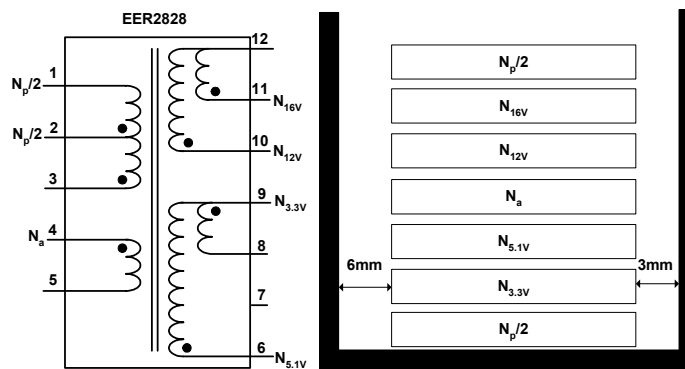 EER2828
1
Np/2
Np/2
2
3
Na
4
5
12
11
N16V
10
N12V
9
N3.3V
8
7
6
N5.1V
Np/2
N16V
N12V
Na
N5.1V
6mm
3mm
N3.3V
Np/2